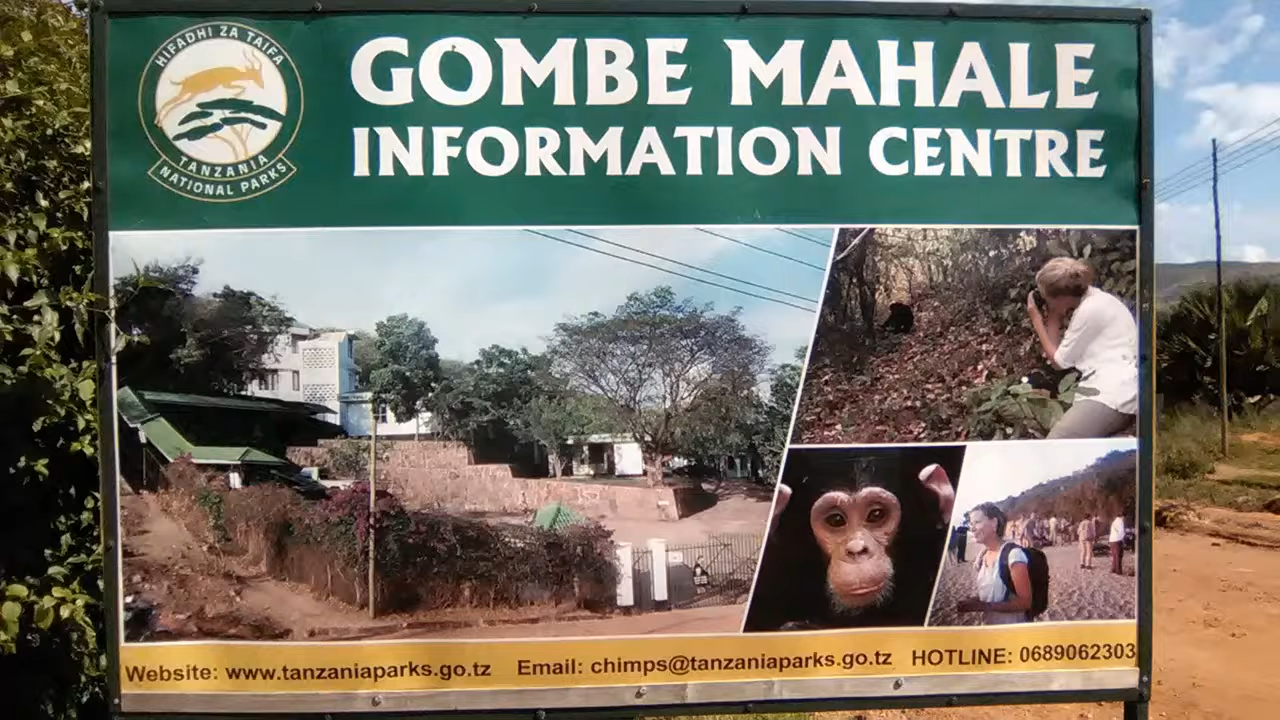 HIFADHI ZA TAIFA
TANZANIA
NATIONAL PARKS
GOMBE MAHALE
INFORMATION CENTRE
Website: www.tanzaniaparks.go.tz Email: chimps@tanzaniaparks.go.tz HOTLINE: 0689062303